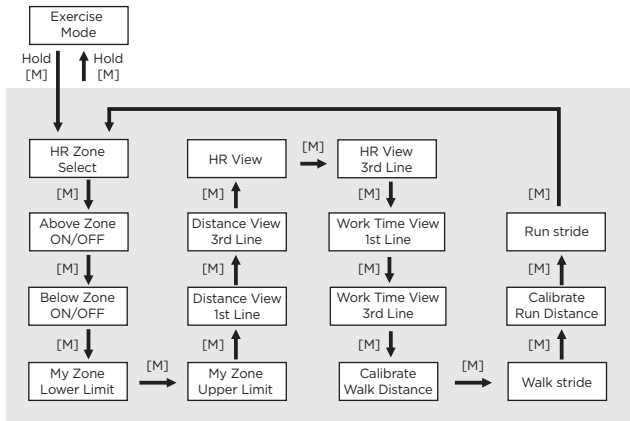 Exercise
Mode
Hold
[M]
Hold
[M]
HR Zone
Select
[M]
Above Zone
ON/OFF
[M]
Below Zone
ON/OFF
[M]
My Zone
Lower Limit
[M]
My Zone
Upper Limit
[M]
Distance View
1st Line
[M]
Distance View
3rd Line
[M]
HR View
[M]
HR View
3rd Line
[M]
Work Time View
1st Line
[M]
Work Time View
3rd Line
[M]
Calibrate
Walk Distance
[M]
Walk stride
[M]
Calibrate
Run Distance
[M]
Run stride
[M]